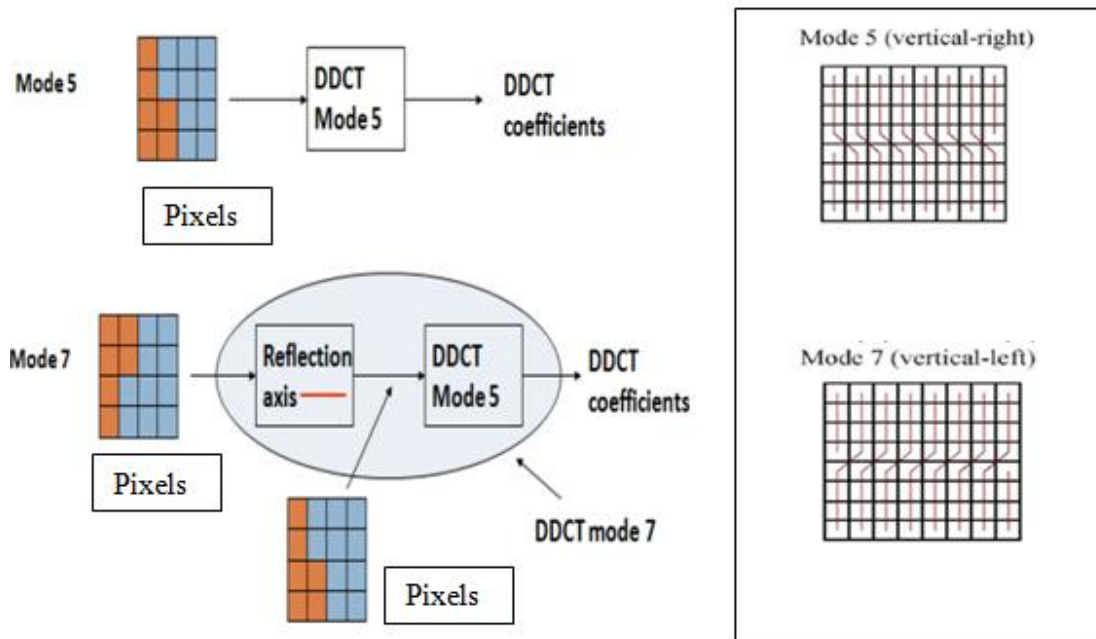 Mode 5
DDCT
Mode 5
DDCT
coefficients
Pixels
Mode 7
Reflection
axis
DDCT
Mode 5
DDCT
coefficients
Pixels
DDCT mode 7
Pixels
Mode 5 (vertical-right)
Mode 7 (vertical-left)